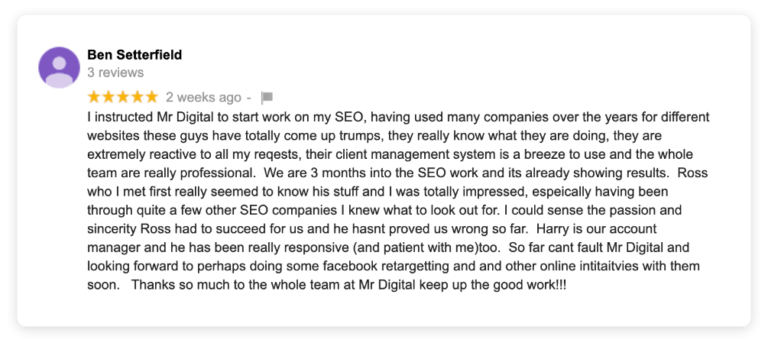 Ben Setterfield
3 reviews
2 weeks ago -
I instructed Mr Digital to start work on my SEO, having used many companies over the years for different
websites these guys have totally come up trumps, they really know what they are doing, they are
extremely reactive to all my reqests, their client management system is a breeze to use and the whole
team are really professional.  We are 3 months into the SEO work and its already showing results.  Ross
who I met first really seemed to know his stuff and I was totally impressed, espeically having been
through quite a few other SEO companies I knew what to look out for. I could sense the passion and
sincerity Ross had to succeed for us and he hasnt proved us wrong so far.  Harry is our account
manager and he has been really responsive (and patient with me)too.  So far cant fault Mr Digital and
looking forward to perhaps doing some facebook retargetting and and other online intitaitvies with them
soon.   Thanks so much to the whole team at Mr Digital keep up the good work!!!